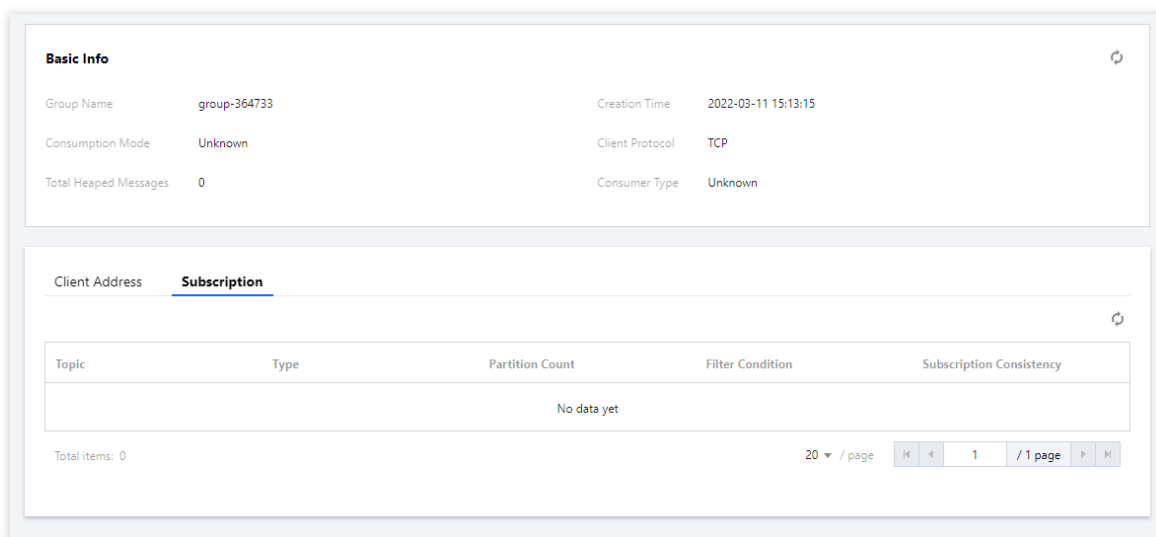 Basic Info
Group Name group-364733 Creation Time 2022-03-11 15:13:15
Consumption Mode Unknown Client Protocol TCP
Total Heaped Messages 0 Consumer Type Unknown
Client Address Subscription
Topic Type Partition Count Filter Condition Subscription Consistency
No data yet
Total items: 0 20 / page 1 / 1 page